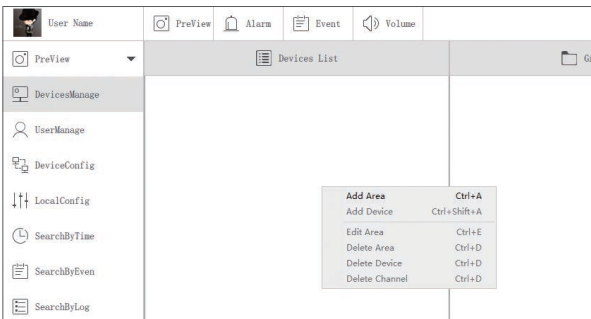 User Name
PreView
Alarm
Event
Volume
PreView
Devices List
DevicesManage
UserManage
DeviceConfig
LocalConfig
SearchByTime
SearchByEven
SearchByLog
Add Area Ctrl+A
Add Device Ctrl+Shift+A
Edit Area Ctrl+E
Delete Area Ctrl+D
Delete Device Ctrl+D
Delete Channel Ctrl+D